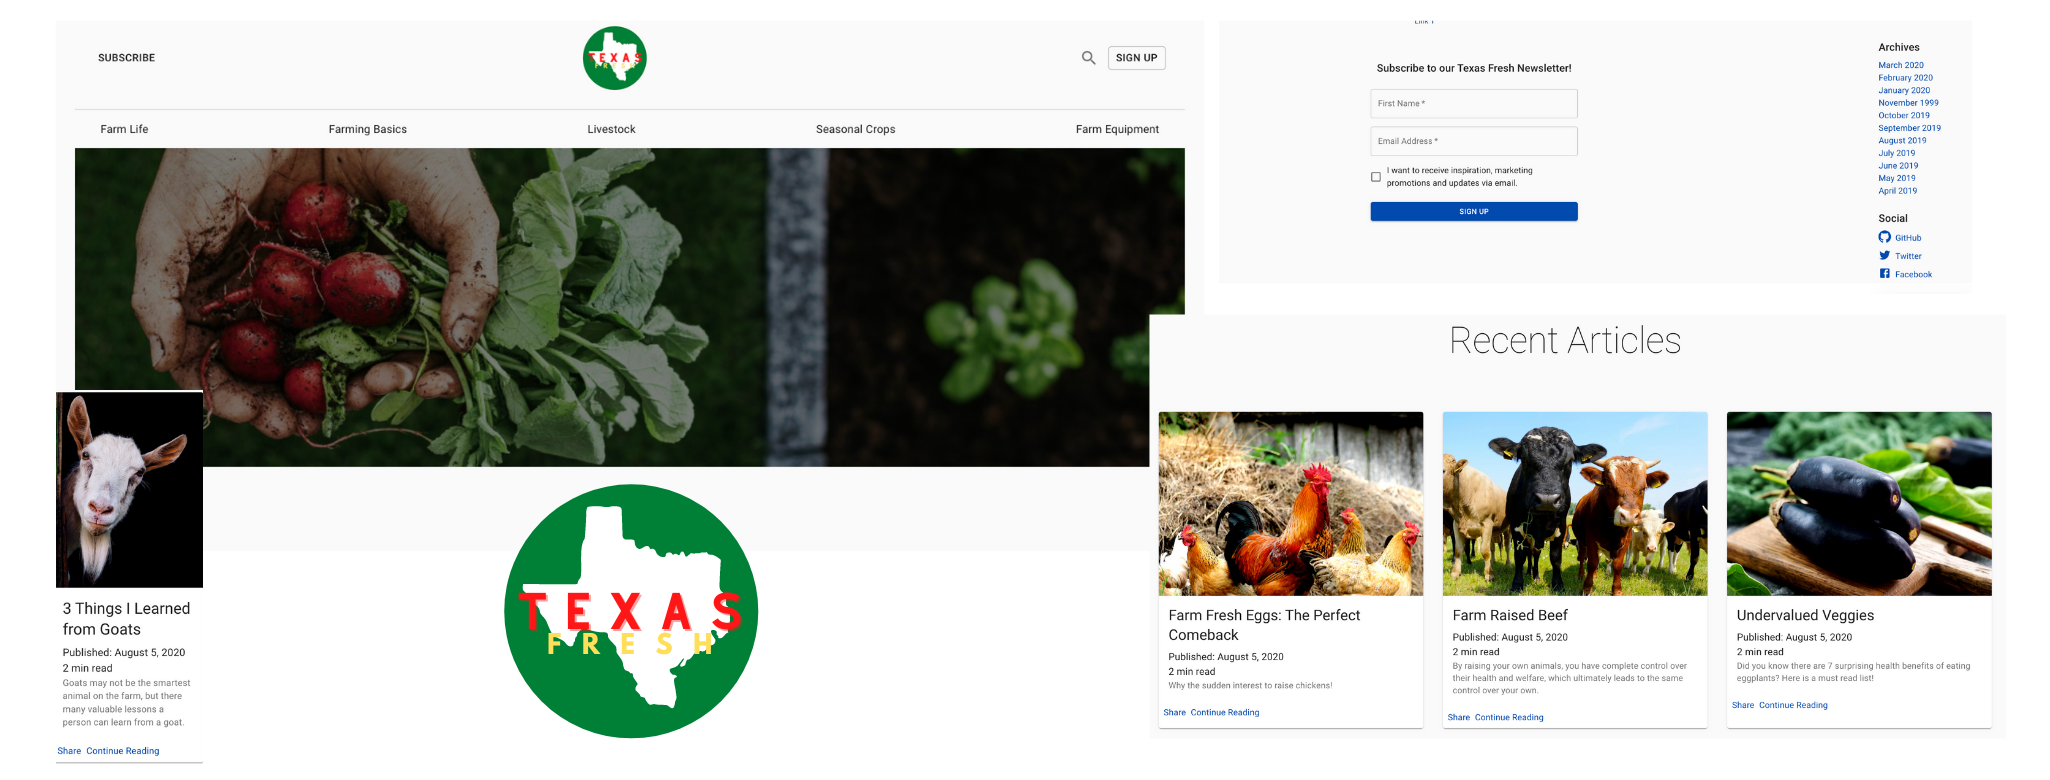 SUBSCRIBE
TEXAS
FRESH
SIGN UP
Farm Life
Farming Basics
Livestock
Seasonal Crops
Farm Equipment
3 Things I Learned
from Goats
Published: August 5, 2020
2 min read
Goats may not be the smartest
animal on the farm, but there
many valuable lessons a
person can learn from a goat.
Share Continue Reading
TEXAS
FRESH
Subscribe to our Texas Fresh Newsletter!
First Name *
Email Address *
I want to receive inspiration, marketing
promotions and updates via email.
SIGN UP
Archives
March 2020
February 2020
January 2020
November 1999
October 2019
September 2019
August 2019
July 2019
June 2019
May 2019
April 2019
Social
GitHub
Twitter
Facebook
Recent Articles
Farm Fresh Eggs: The Perfect
Comeback
Published: August 5, 2020
2 min read
Why the sudden interest to raise chickens!
Share Continue Reading
Farm Raised Beef
Published: August 5, 2020
2 min read
By raising your own animals, you have complete control over
their health and welfare, which ultimately leads to the same
control over your own.
Share Continue Reading
Undervalued Veggies
Published: August 5, 2020
2 min read
Did you know there are 7 surprising health benefits of eating
eggplants? Here is a must read list!
Share Continue Reading